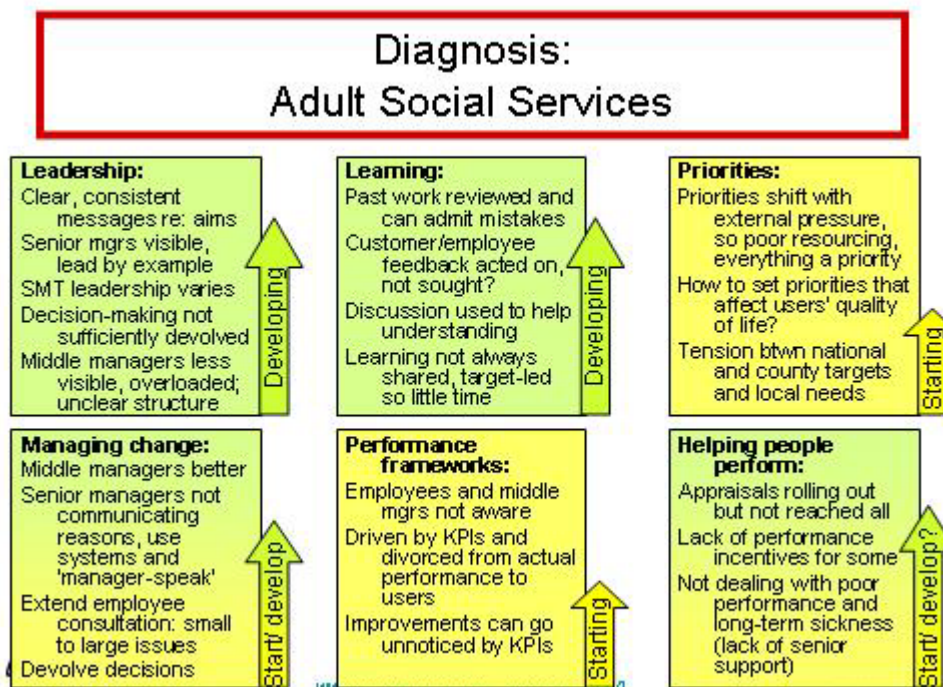 Diagnosis:
Adult Social Services
Leadership:
Clear, consistent
messages re: aims
Senior mgrs visible,
lead by example
SMT leadership varies
Decision-making not
sufficiently devolved
Middle managers less
visible, overloaded;
unclear structure
Developing
Learning:
Past work reviewed and
can admit mistakes
Customer/employee
feedback acted on,
not sought?
Discussion used to help
understanding
Learning not always
shared, target-led
so little time
Developing
Priorities:
Priorities shift with
external pressure,
so poor resourcing,
everything a priority
How to set priorities that
affect users' quality
of life?
Tension btwn national
and county targets
and local needs
Starting
Managing change:
Middle managers better
Senior managers not
communicating
reasons, use
systems and
'manager-speak'
Extend employee
consultation: small
to large issues
Devolve decisions
Start/ develop
Performance
frameworks:
Employees and middle
mgrs not aware
Driven by KPIs and
divorced from actual
performance to
users
Improvements can go
unnoticed by KPIs
Starting
Helping people
perform:
Appraisals rolling out
but not reached all
Lack of performance
incentives for some
Not dealing with poor
performance and
long-term sickness
(lack of senior
support)
Start/ develop?